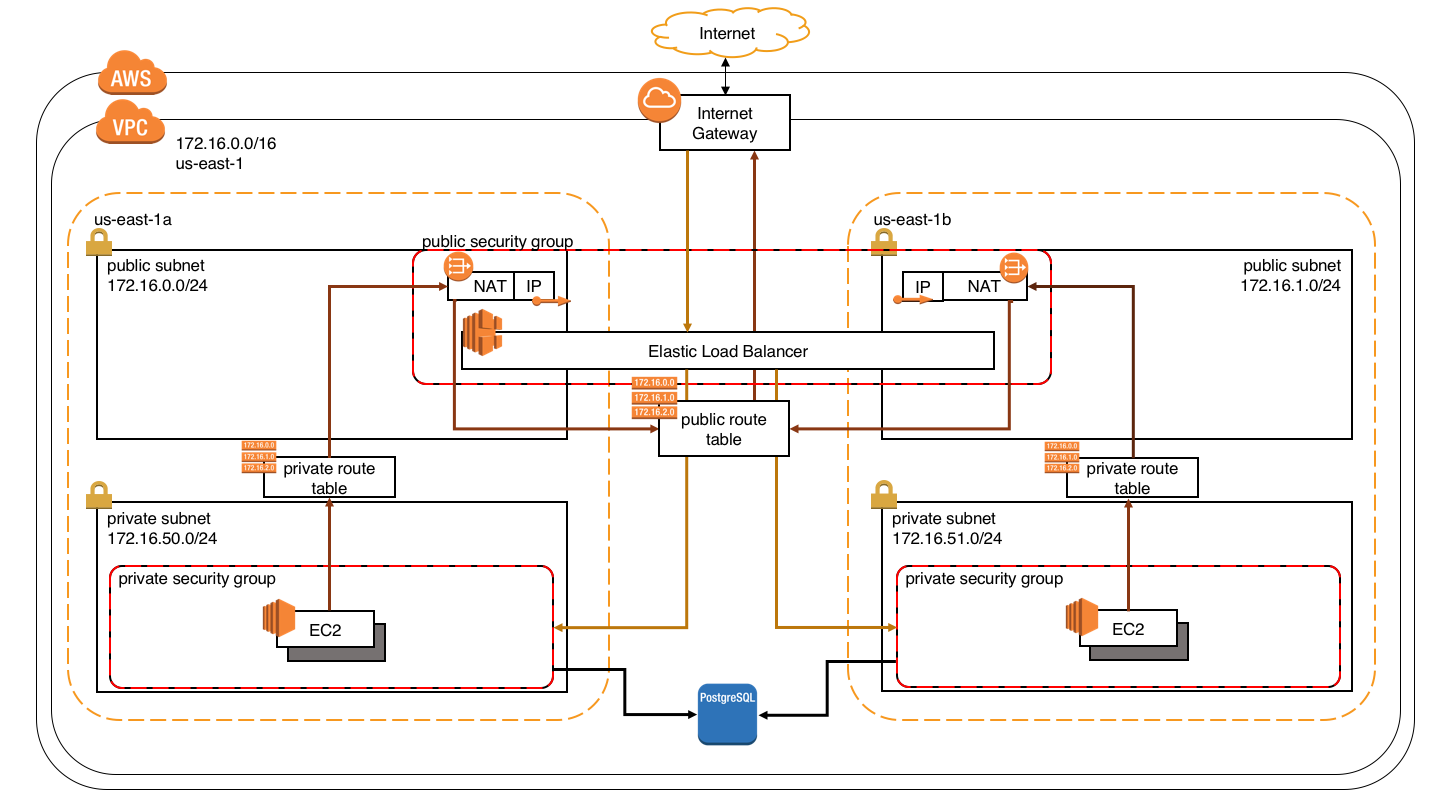 Internet
AWS
Internet
Gateway
VPC
172.16.0.0/16
us-east-1
us-east-1a
us-east-1b
public security group
public subnet
172.16.0.0/24
NAT
IP
IP
NAT
public subnet
172.16.1.0/24
Elastic Load Balancer
172.16.0.0
172.16.1.0
172.16.2.0
public route
table
172.16.0.0
172.16.1.0
172.16.2.0
private route
table
172.16.0.0
172.16.1.0
172.16.2.0
private route
table
private subnet
172.16.50.0/24
private security group
EC2
private subnet
172.16.51.0/24
private security group
EC2
PostgreSQL